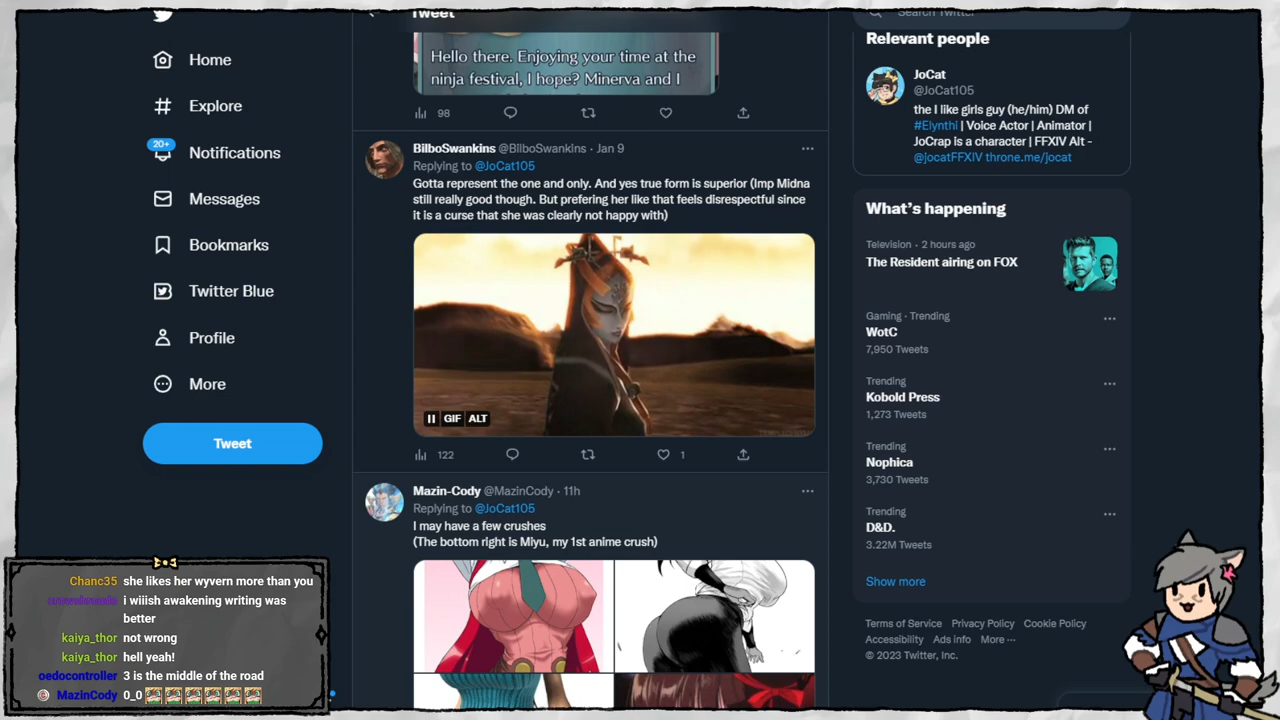 Tweet
Search Twitter
Home
Explore
20+
Notifications
Messages
Bookmarks
Twitter Blue
Profile
More
Tweet
Hello there. Enjoying your time at the
ninja festival, I hope? Minerva and I
98
BilboSwankins @BilboSwankins · Jan 9
Replying to @JoCat105
Gotta represent the one and only. And yes true form is superior (Imp Midna
still really good though. But prefering her like that feels disrespectful since
it is a curse that she was clearly not happy with)
GIF ALT
122
1
Mazin-Cody @MazinCody · 11h
Replying to @JoCat105
I may have a few crushes
(The bottom right is Miyu, my 1st anime crush)
Relevant people
JoCat
@JoCat105
the I like girls guy (he/him) DM of
#Elynthi | Voice Actor | Animator |
JoCrap is a character | FFXIV Alt -
@jocatFFXIV throne.me/jocat
What's happening
Television · 2 hours ago
The Resident airing on FOX
Gaming · Trending
WotC
7,950 Tweets
Trending
Kobold Press
1,273 Tweets
Trending
Nophica
3,730 Tweets
Trending
D&D.
3.22M Tweets
Show more
Terms of Service Privacy Policy Cookie Policy
Accessibility Ads info More ···
© 2023 Twitter, Inc.
Chanc35 she likes her wyvern more than you
i wiiish awakening writing was
better
kaiya_thor not wrong
kaiya_thor hell yeah!
oedocontroller 3 is the middle of the road
MazinCody 0_0